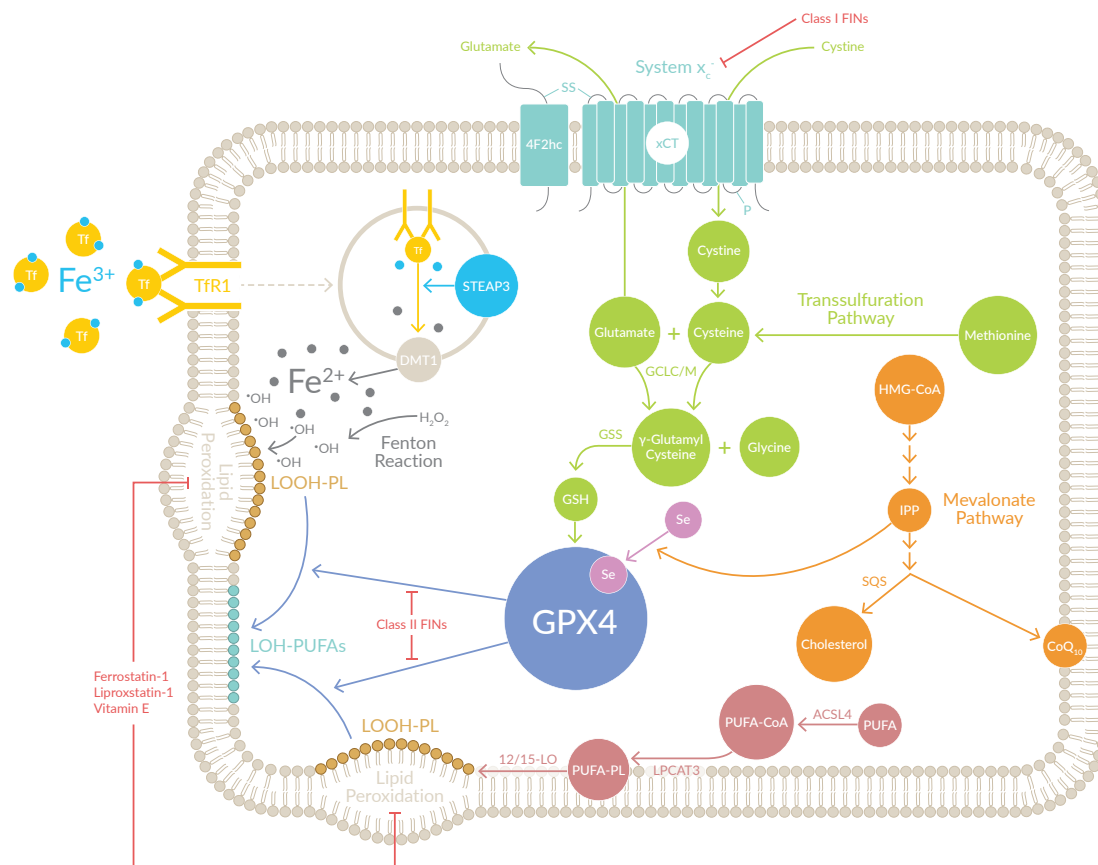 Class I FINs
Glutamate
Cystine
System x
c
-
SS
4F2hc
xCT
P
Cystine
Tf
Tf
Fe³⁺
Tf
Tf
TfR1
Tf
STEAP3
DMT1
Glutamate
+
Cysteine
Transsulfuration
Pathway
Methionine
GCLC/M
Fe²⁺
•OH
•OH
•OH
•OH
•OH
H₂O₂
Fenton
Reaction
HMG-CoA
GSS
γ-Glutamyl
Cysteine
+
Glycine
Lipid
Peroxidation
LOOH-PL
GSH
Se
IPP
Mevalonate
Pathway
Se
GPX4
SQS
Class II FINs
LOH-PUFAs
Cholesterol
CoQ₁₀
Ferrostatin-1
Liproxstatin-1
Vitamin E
LOOH-PL
PUFA-CoA
ACSL4
PUFA
12/15-LO
PUFA-PL
LPCAT3
Lipid
Peroxidation